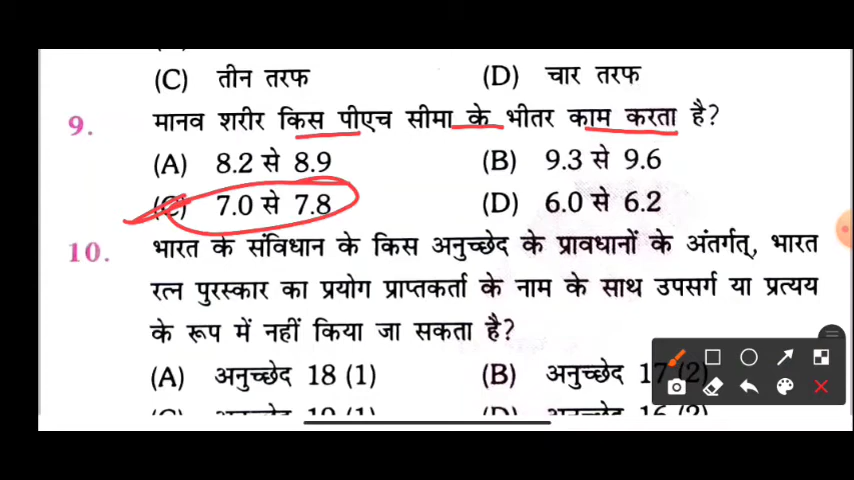 (C) तीन तरफ (D) चार तरफ
9. मानव शरीर किस पीएच सीमा के भीतर काम करता है?
(A) 8.2 से 8.9 (B) 9.3 से 9.6
(C) 7.0 से 7.8 (D) 6.0 से 6.2
10. भारत के संविधान के किस अनुच्छेद के प्रावधानों के अंतर्गत्, भारत
रत्न पुरस्कार का प्रयोग प्राप्तकर्ता के नाम के साथ उपसर्ग या प्रत्यय
के रूप में नहीं किया जा सकता है?
(A) अनुच्छेद 18 (1) (B) अनुच्छेद 17 (2)